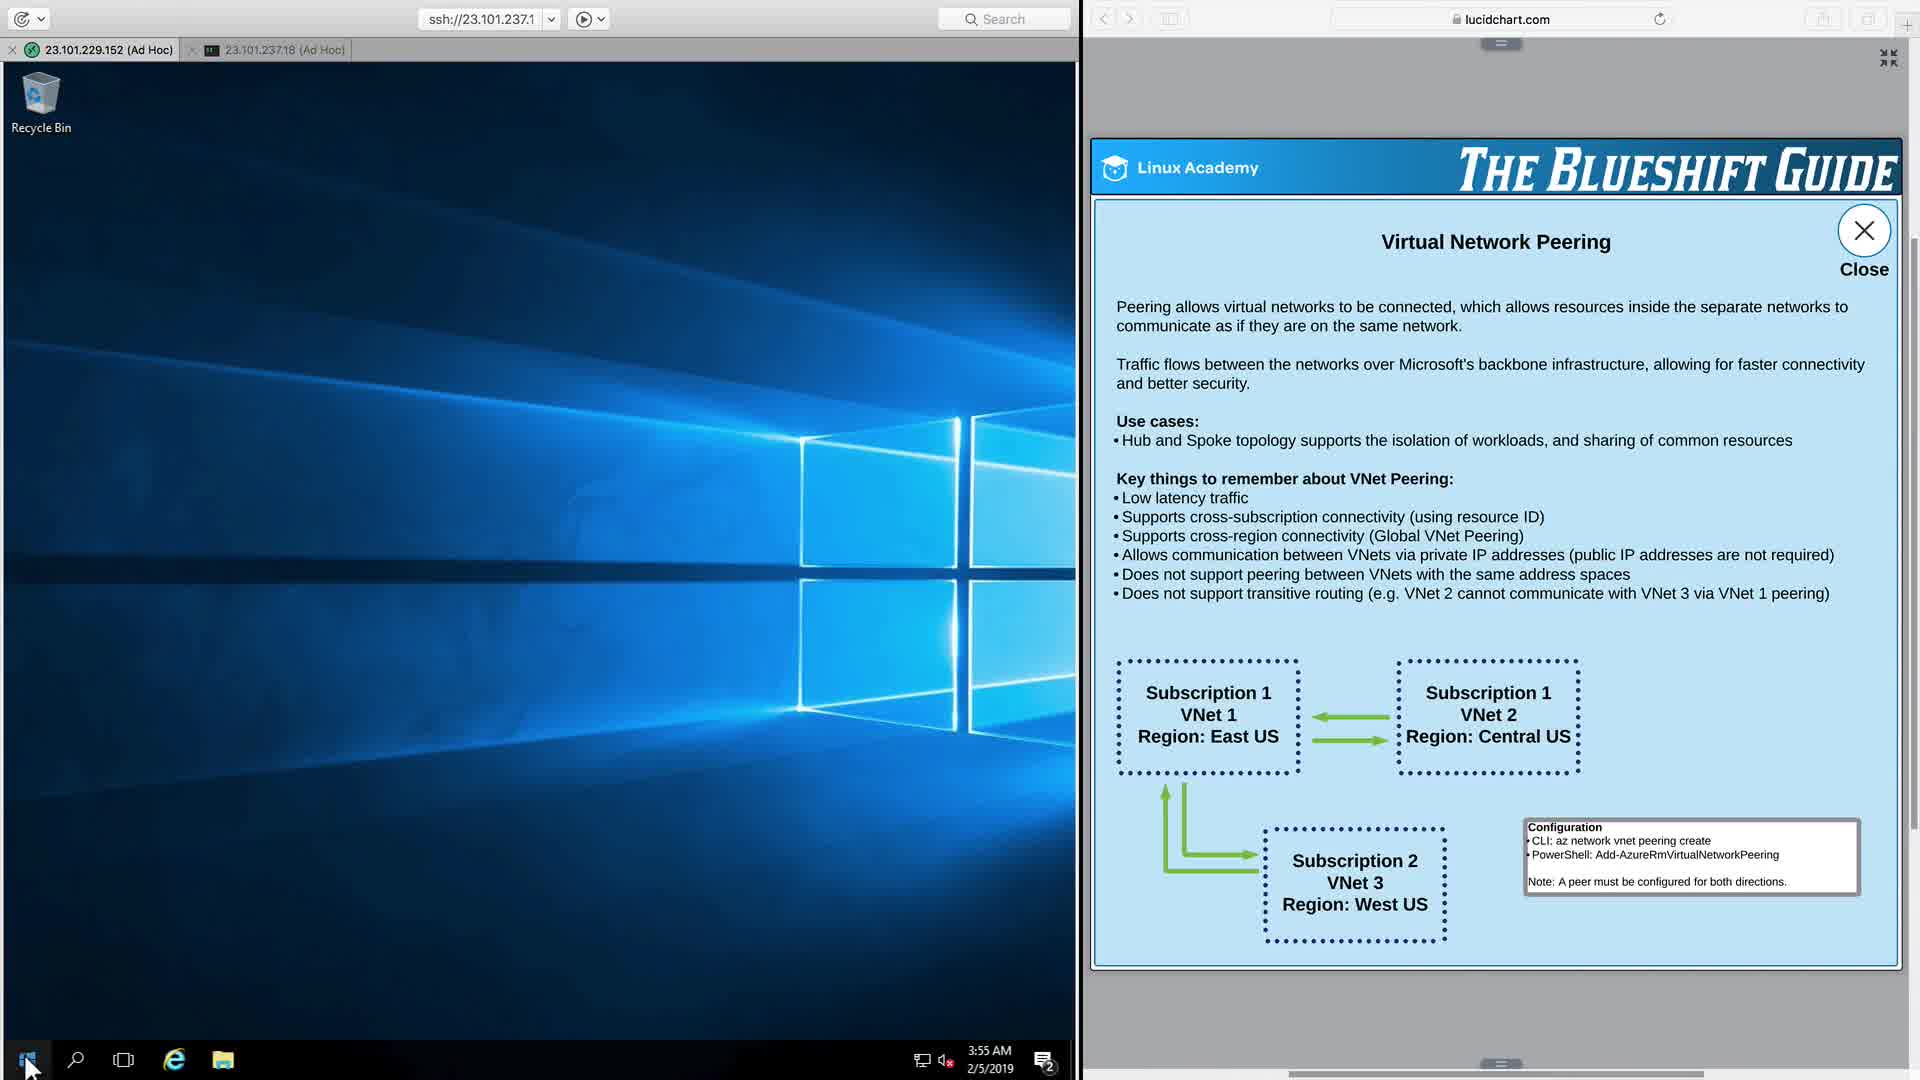 ssh://23.101.237.1
Search
lucidchart.com
23.101.229.152 (Ad Hoc)
23.101.237.18 (Ad Hoc)
Recycle Bin
Linux Academy
THE BLUESHIFT GUIDE
Virtual Network Peering
Close
Peering allows virtual networks to be connected, which allows resources inside the separate networks to
communicate as if they are on the same network.
Traffic flows between the networks over Microsoft's backbone infrastructure, allowing for faster connectivity
and better security.
Use cases:
• Hub and Spoke topology supports the isolation of workloads, and sharing of common resources
Key things to remember about VNet Peering:
• Low latency traffic
• Supports cross-subscription connectivity (using resource ID)
• Supports cross-region connectivity (Global VNet Peering)
• Allows communication between VNets via private IP addresses (public IP addresses are not required)
• Does not support peering between VNets with the same address spaces
• Does not support transitive routing (e.g. VNet 2 cannot communicate with VNet 3 via VNet 1 peering)
Subscription 1
VNet 1
Region: East US
Subscription 1
VNet 2
Region: Central US
Subscription 2
VNet 3
Region: West US
Configuration
• CLI: az network vnet peering create
• PowerShell: Add-AzureRmVirtualNetworkPeering
Note: A peer must be configured for both directions.
3:55 AM
2/5/2019
2